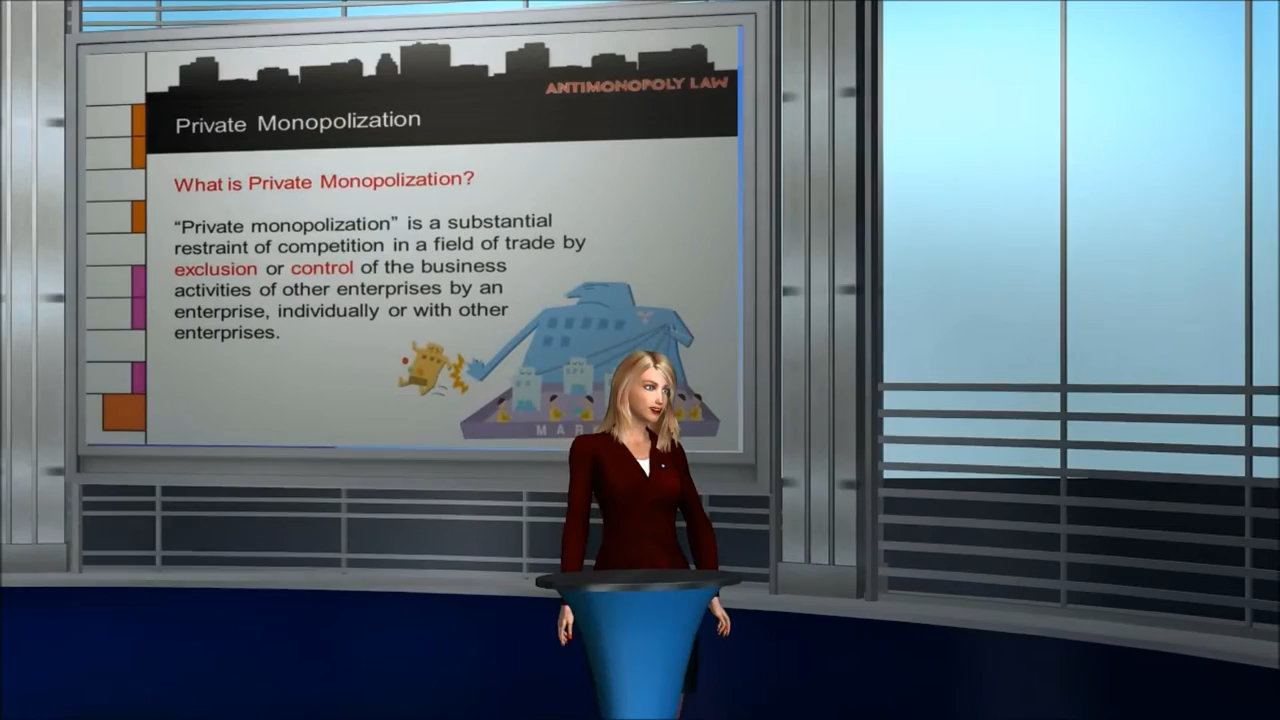 ANTIMONOPOLY LAW
Private Monopolization
What is Private Monopolization?
“Private monopolization” is a substantial
restraint of competition in a field of trade by
exclusion or control of the business
activities of other enterprises by an
enterprise, individually or with other
enterprises.